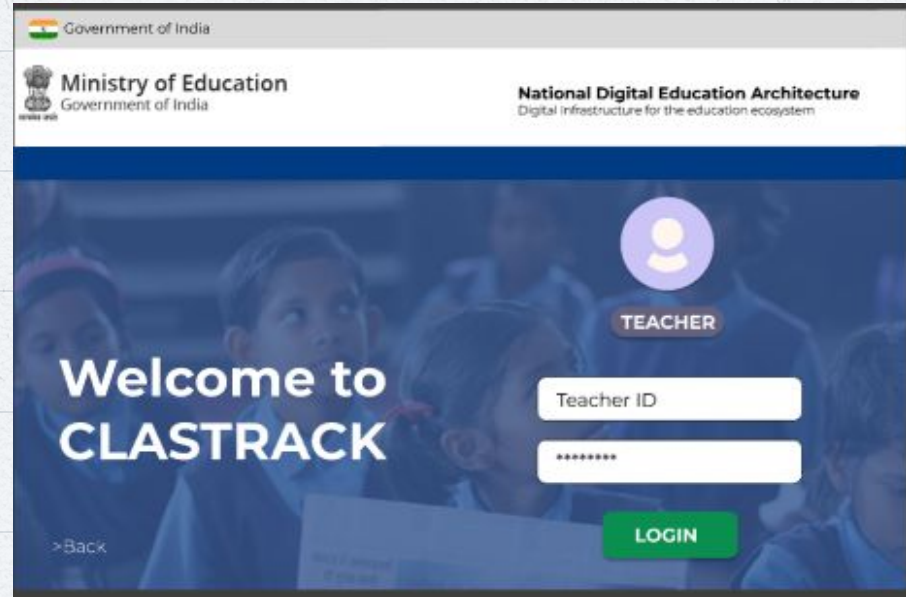 Government of India
Ministry of Education
Government of India
National Digital Education Architecture
Digital Infrastructure for the education ecosystem
TEACHER
Welcome to
CLASTRACK
Teacher ID
********
LOGIN
>Back